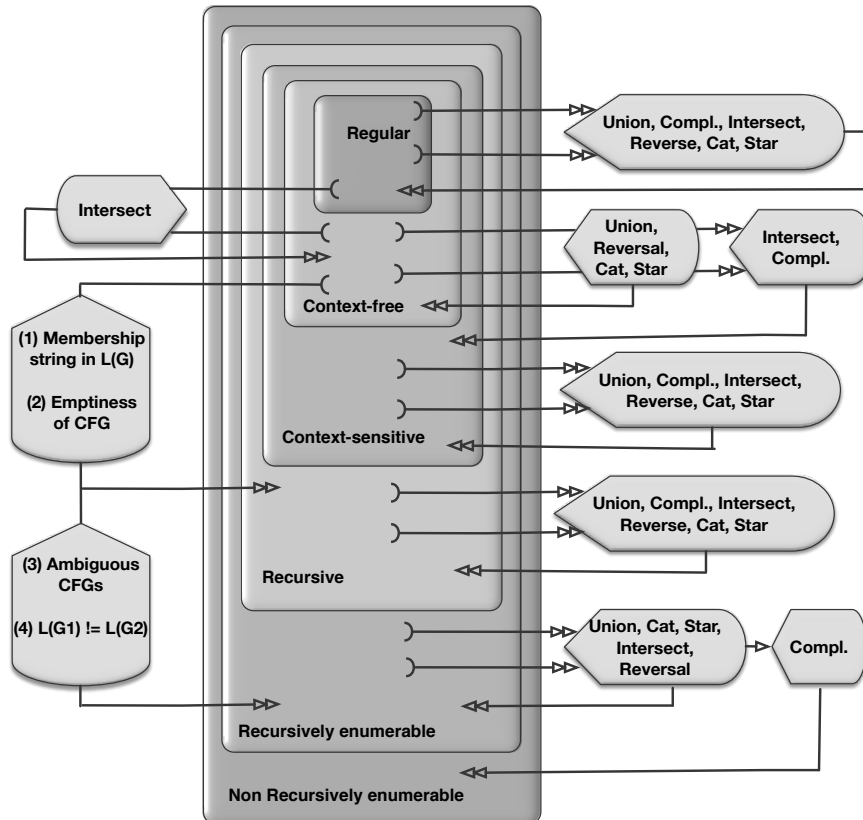 Regular
Union, Compl., Intersect,
Reverse, Cat, Star
Intersect
Union,
Reversal,
Cat, Star
Intersect,
Compl.
Context-free
(1) Membership
string in L(G)
(2) Emptiness
of CFG
Union, Compl., Intersect,
Reverse, Cat, Star
Context-sensitive
Union, Compl., Intersect,
Reverse, Cat, Star
(3) Ambiguous
CFGs
(4) L(G1) != L(G2)
Recursive
Union, Cat, Star,
Intersect,
Reversal
Compl.
Recursively enumerable
Non Recursively enumerable